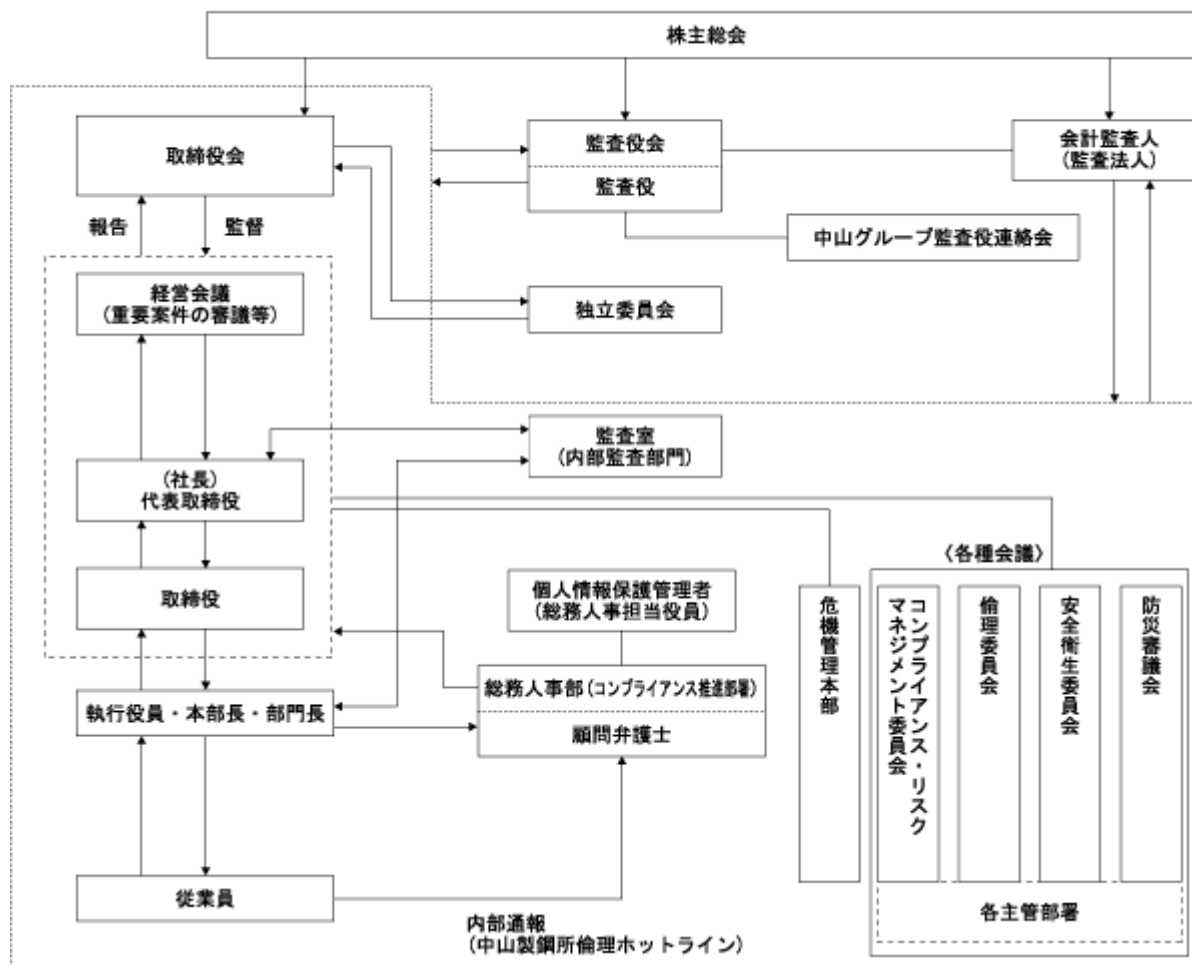 株主総会
取締役会
監査役会
監査役
会計監査人
(監査法人)
報告
監督
中山グループ監査役連絡会
経営会議
(重要案件の審議等)
独立委員会
監査室
(内部監査部門)
(社長)
代表取締役
〈各種会議〉
取締役
個人情報保護管理者
(総務人事担当役員)
危機管理本部
コンプライアンス・リスク
マネジメント委員会
倫理委員会
安全衛生委員会
防災審議会
総務人事部(コンプライアンス推進部署)
顧問弁護士
執行役員・本部長・部門長
従業員
各主管部署
内部通報
(中山製鋼所倫理ホットライン)